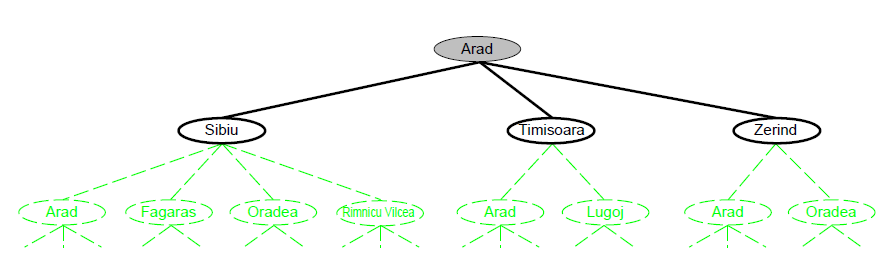 Arad
Sibiu
Timisoara
Zerind
Arad
Fagaras
Oradea
Rimnicu Vilcea
Arad
Lugoj
Arad
Oradea